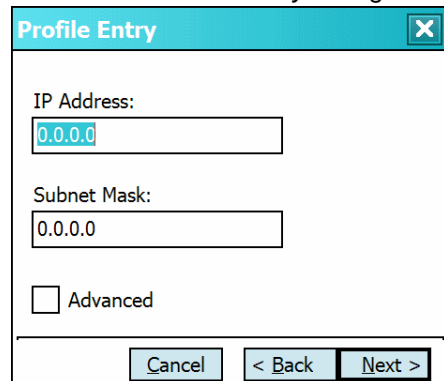 Profile Entry
IP Address:
0.0.0.0
Subnet Mask:
0.0.0.0
Advanced
Cancel < Back Next >